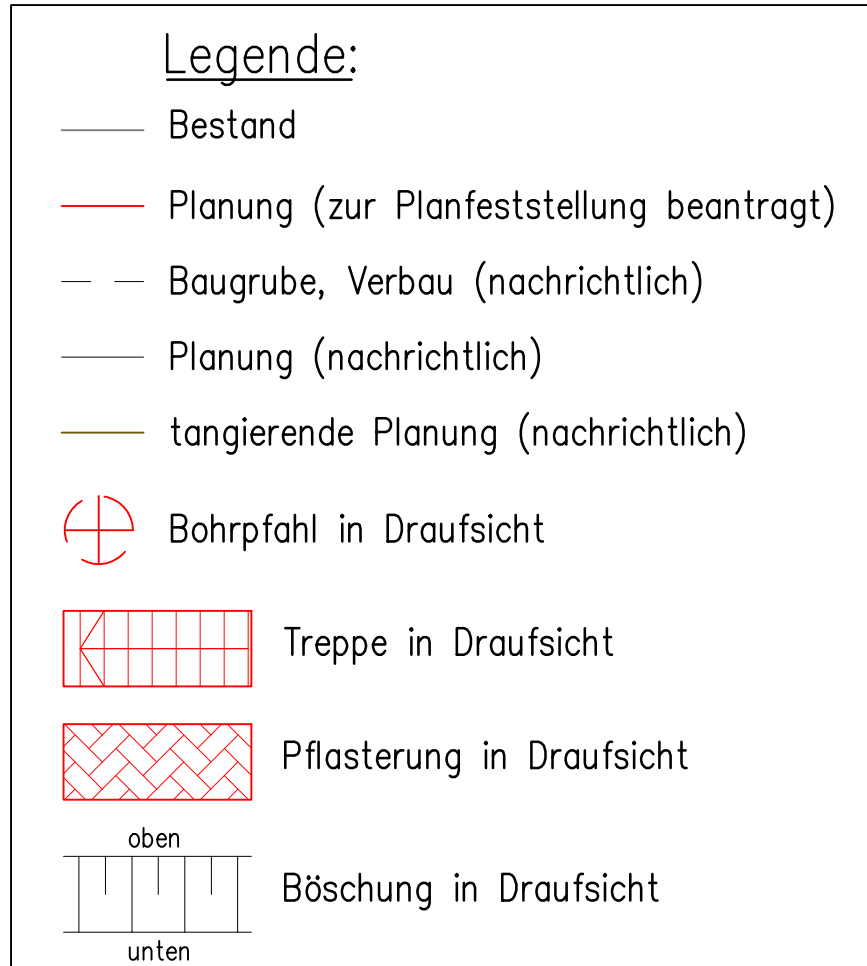 Legende:
Bestand
Planung (zur Planfeststellung beantragt)
Baugrube, Verbau (nachrichtlich)
Planung (nachrichtlich)
tangierende Planung (nachrichtlich)
Bohrpfahl in Draufsicht
Treppe in Draufsicht
Pflasterung in Draufsicht
oben
Böschung in Draufsicht
unten